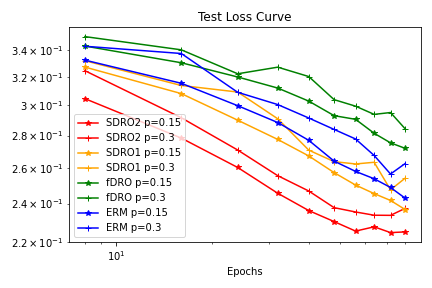 Test Loss Curve
3.4 × 10⁻¹
3.2 × 10⁻¹
3 × 10⁻¹
2.8 × 10⁻¹
2.6 × 10⁻¹
2.4 × 10⁻¹
2.2 × 10⁻¹
SDRO2 p=0.15
SDRO2 p=0.3
SDRO1 p=0.15
SDRO1 p=0.3
fDRO p=0.15
fDRO p=0.3
ERM p=0.15
ERM p=0.3
10¹
Epochs